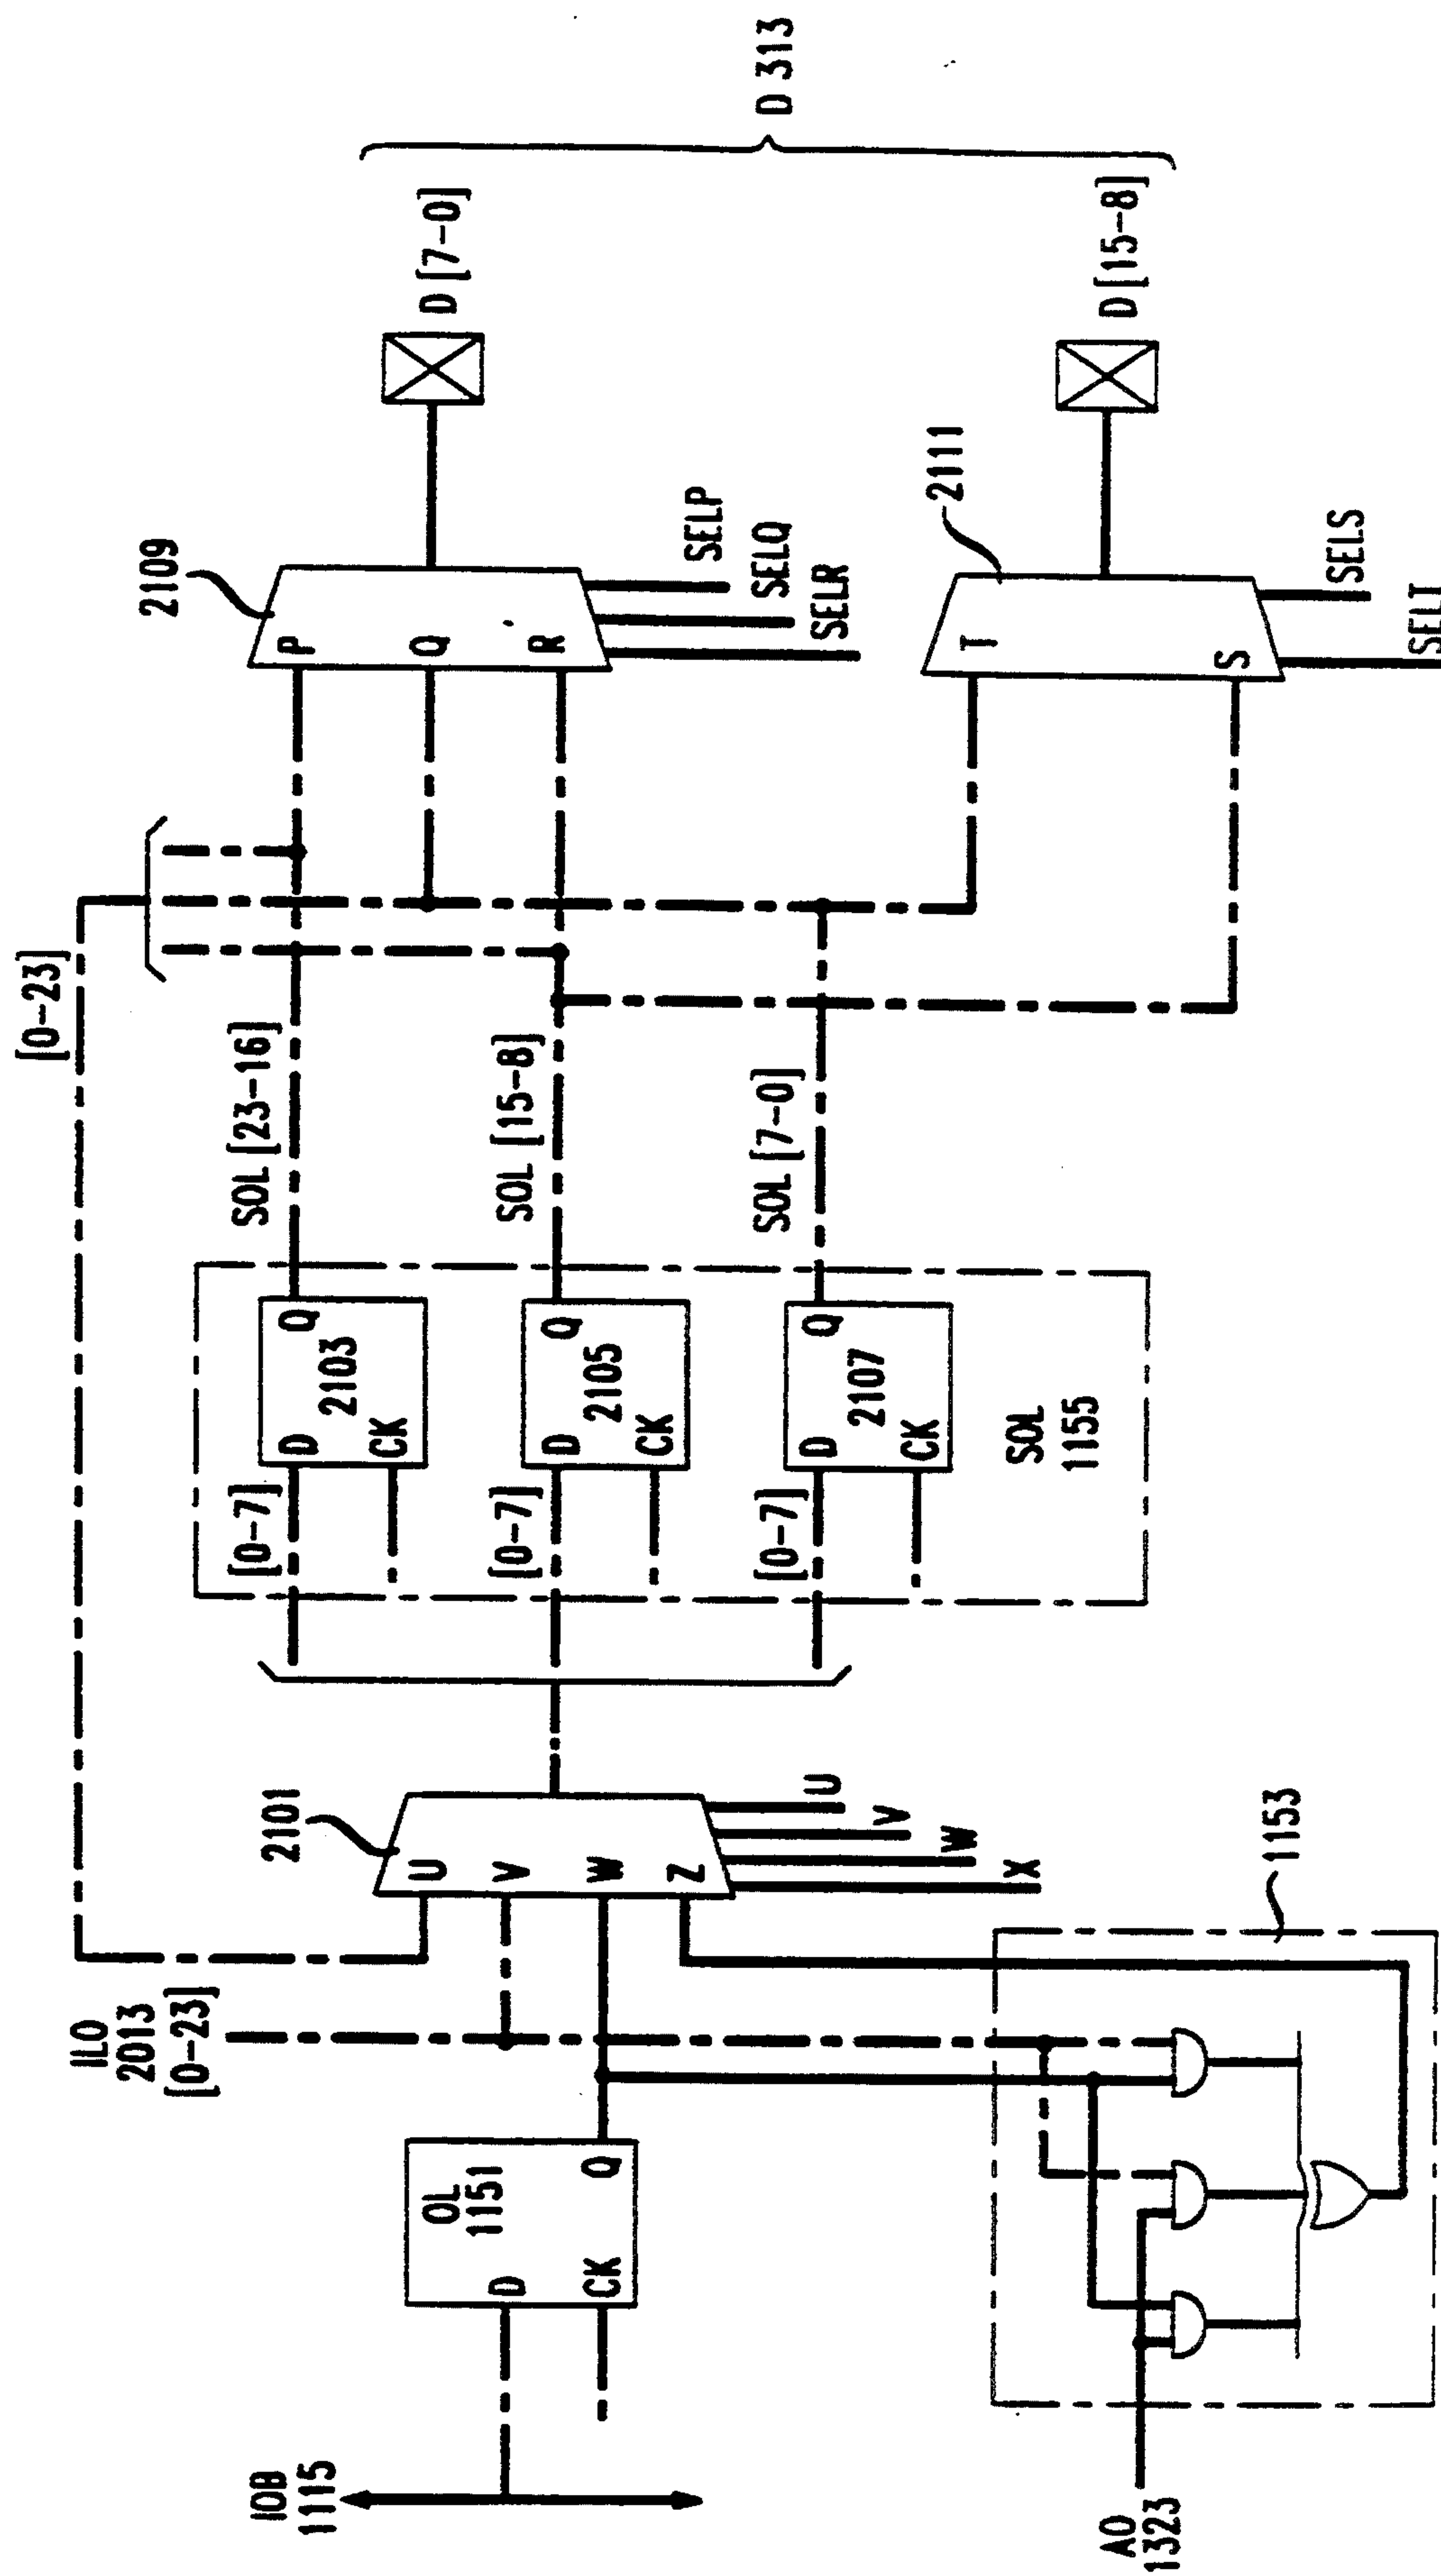 IOB
1115
OL
1151
D
CK
Q
ILO
2013
[0-23]
[0-23]
2101
U
V
W
Z
U
V
W
X
AO
1323
1153
[0-7]
D
Q
2103
CK
[0-7]
D
Q
2105
CK
[0-7]
D
Q
2107
CK
SOL
1155
SOL [23-16]
SOL [15-8]
SOL [7-0]
2109
P
Q
R
SELP
SELQ
SELR
2111
T
S
SELS
SELT
D [7-0]
D [15-8]
D 313